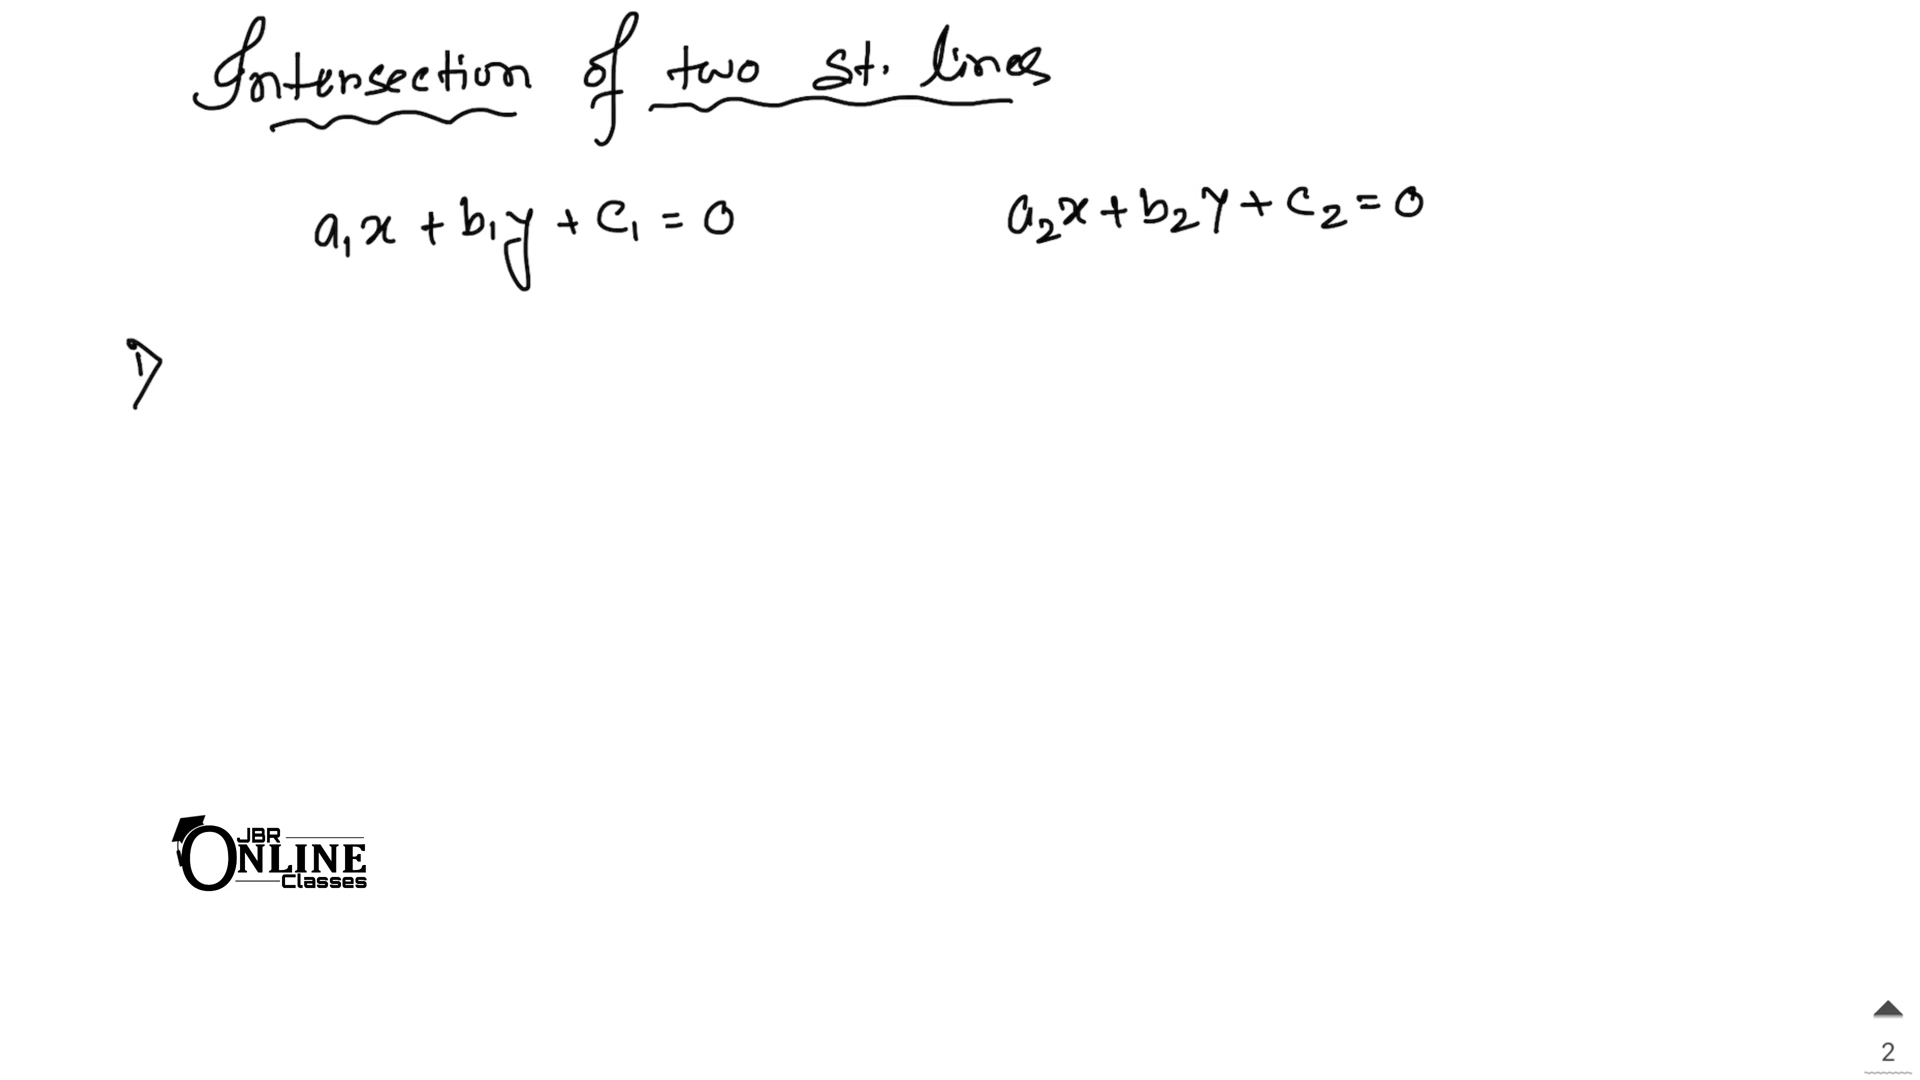 Intersection of two st. lines
a₁x + b₁y + c₁ = 0 a₂x + b₂y + c₂ = 0
i)
JBR
ONLINE
Classes
2